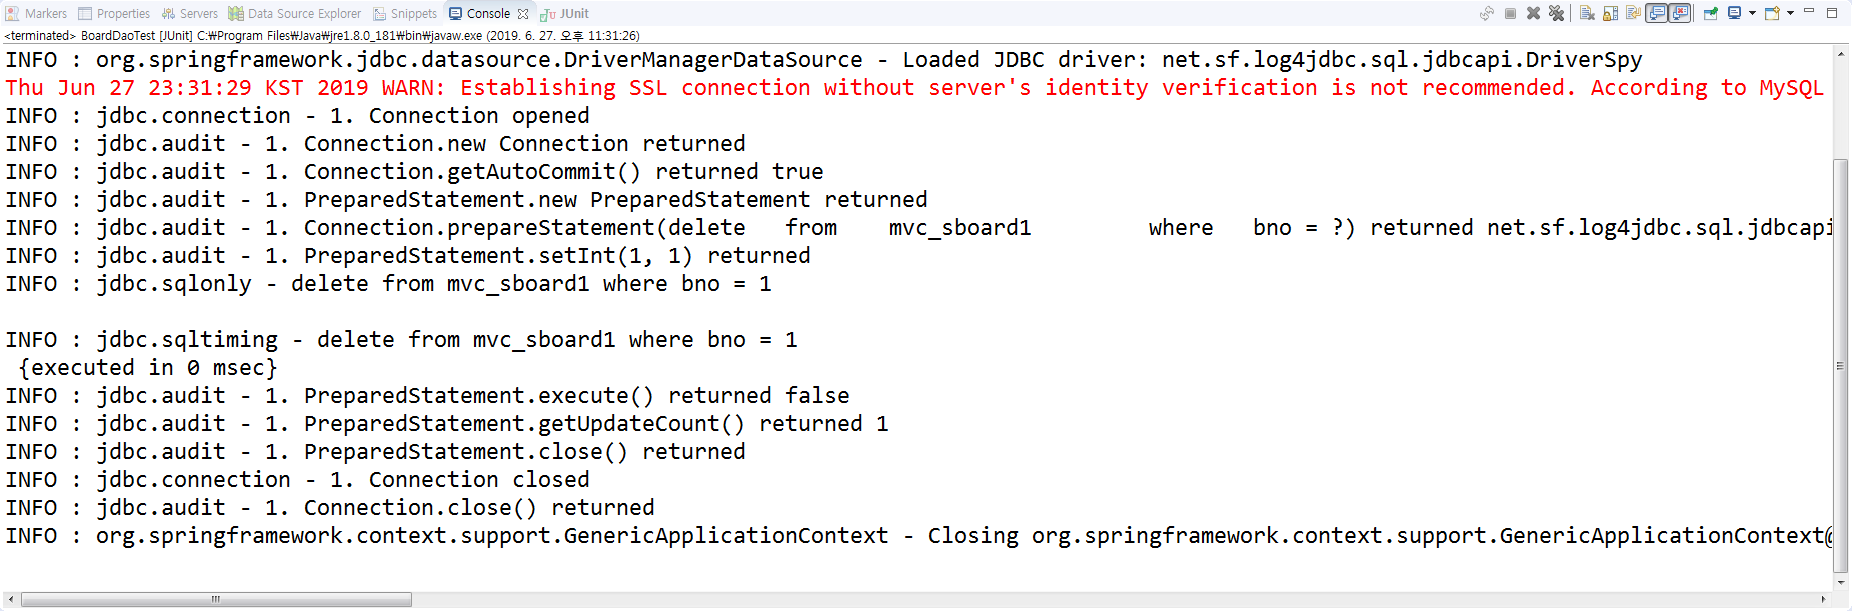 Markers Properties Servers Data Source Explorer Snippets Console JUnit
<terminated> BoardDaoTest [JUnit] C:₩Program Files₩Java₩jre1.8.0_181₩bin₩javaw.exe (2019. 6. 27. 오후 11:31:26)
INFO : org.springframework.jdbc.datasource.DriverManagerDataSource - Loaded JDBC driver: net.sf.log4jdbc.sql.jdbcapi.DriverSpy
Thu Jun 27 23:31:29 KST 2019 WARN: Establishing SSL connection without server's identity verification is not recommended. According to MySQL
INFO : jdbc.connection - 1. Connection opened
INFO : jdbc.audit - 1. Connection.new Connection returned
INFO : jdbc.audit - 1. Connection.getAutoCommit() returned true
INFO : jdbc.audit - 1. PreparedStatement.new PreparedStatement returned
INFO : jdbc.audit - 1. Connection.prepareStatement(delete   from    mvc_sboard1         where   bno = ?) returned net.sf.log4jdbc.sql.jdbcapi
INFO : jdbc.audit - 1. PreparedStatement.setInt(1, 1) returned
INFO : jdbc.sqlonly - delete from mvc_sboard1 where bno = 1
INFO : jdbc.sqltiming - delete from mvc_sboard1 where bno = 1
{executed in 0 msec}
INFO : jdbc.audit - 1. PreparedStatement.execute() returned false
INFO : jdbc.audit - 1. PreparedStatement.getUpdateCount() returned 1
INFO : jdbc.audit - 1. PreparedStatement.close() returned
INFO : jdbc.connection - 1. Connection closed
INFO : jdbc.audit - 1. Connection.close() returned
INFO : org.springframework.context.support.GenericApplicationContext - Closing org.springframework.context.support.GenericApplicationContext@